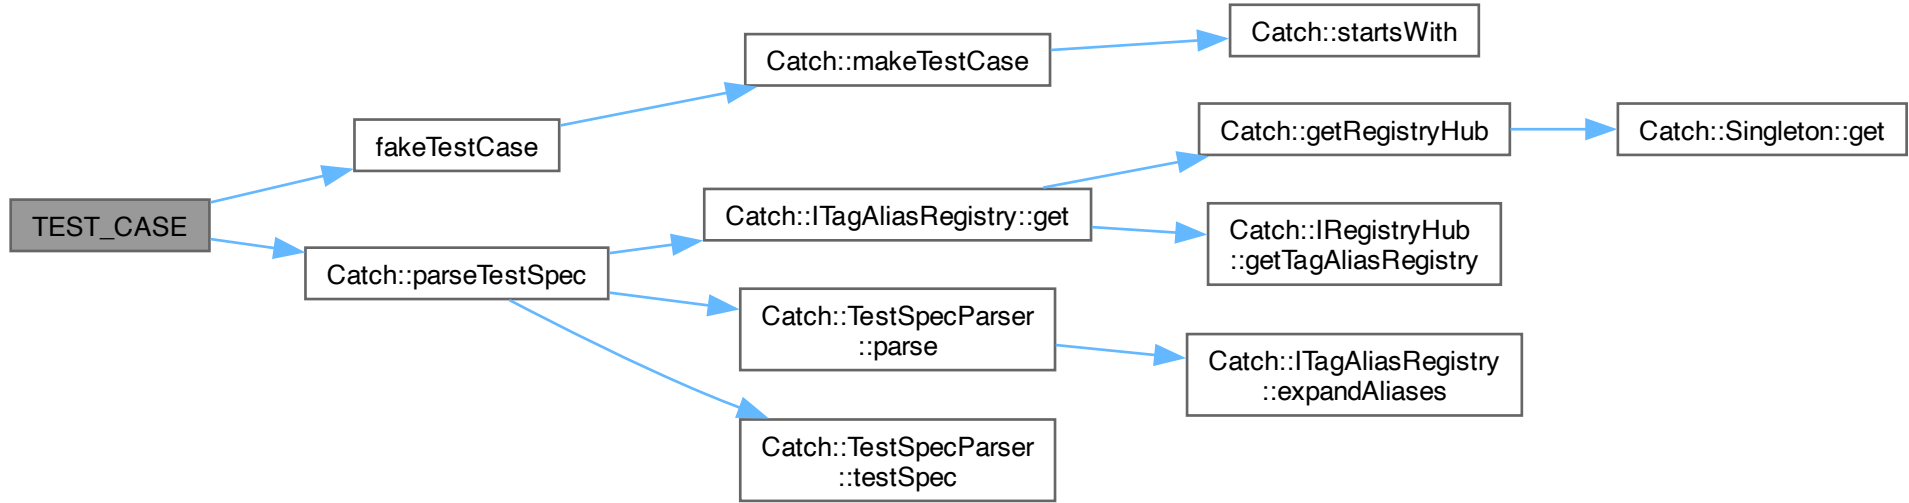 TEST_CASE
fakeTestCase
Catch::makeTestCase
Catch::startsWith
Catch::parseTestSpec
Catch::ITagAliasRegistry::get
Catch::getRegistryHub
Catch::Singleton::get
Catch::IRegistryHub
::getTagAliasRegistry
Catch::TestSpecParser
::parse
Catch::ITagAliasRegistry
::expandAliases
Catch::TestSpecParser
::testSpec